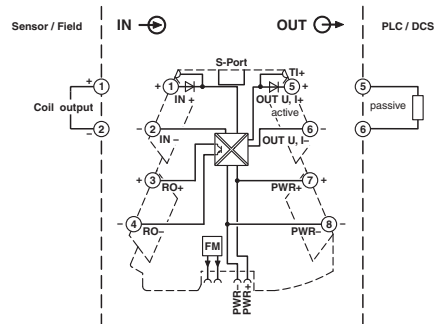 Sensor / Field
IN
OUT
PLC / DCS
S-Port
TI+
+ 1
+ 1
5 +
5
IN +
OUT U, I+
active
Coil output
passive
– 2
– 2
6 –
6
IN –
OUT U, I–
+ 3
7 +
RO+
PWR+
– 4
8 –
RO–
PWR–
FM
PWR–
PWR+